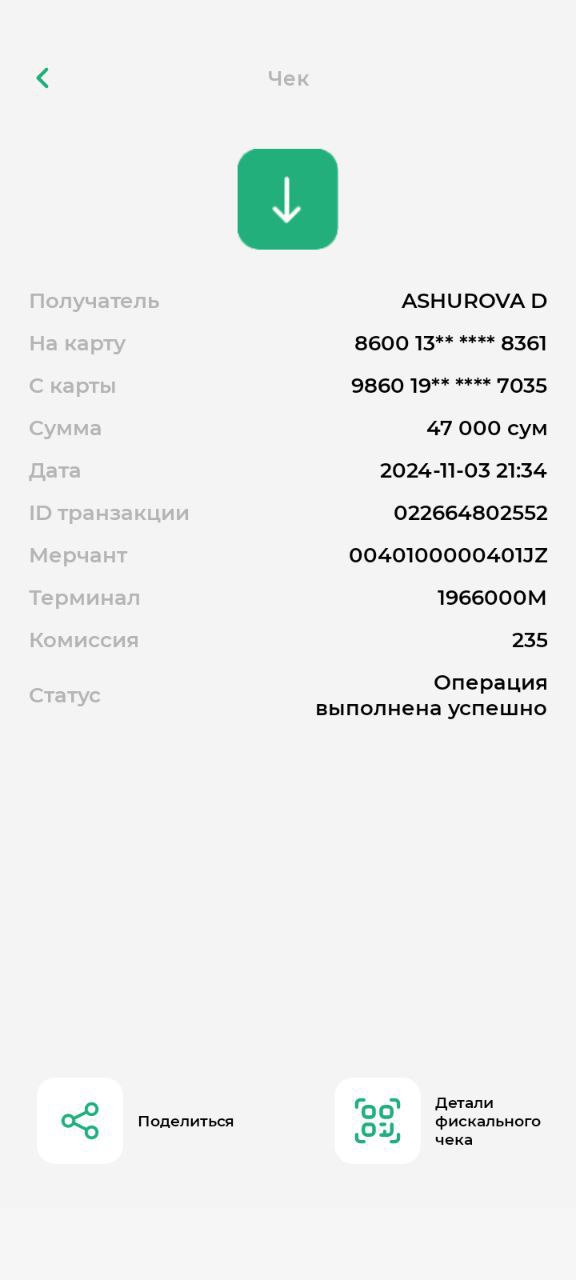 Чек
Получатель ASHUROVA D
На карту 8600 13** **** 8361
С карты 9860 19** **** 7035
Сумма 47 000 сум
Дата 2024-11-03 21:34
ID транзакции 022664802552
Мерчант 0040100000401JZ
Терминал 1966000M
Комиссия 235
Статус Операция
выполнена успешно
Поделиться
Детали
фискального
чека